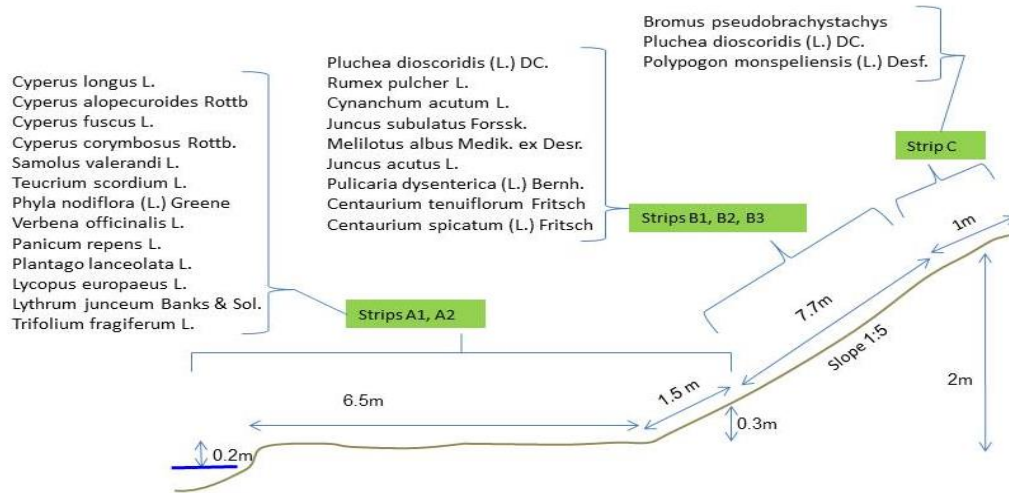 Bromus pseudobrachystachys
Pluchea dioscoridis (L.) DC.
Polypogon monspeliensis (L.) Desf.
Strip C
Pluchea dioscoridis (L.) DC.
Rumex pulcher L.
Cynanchum acutum L.
Juncus subulatus Forssk.
Melilotus albus Medik. ex Desr.
Juncus acutus L.
Pulicaria dysenterica (L.) Bernh.
Centaurium tenuiflorum Fritsch
Centaurium spicatum (L.) Fritsch
Strips B1, B2, B3
Cyperus longus L.
Cyperus alopecuroides Rottb
Cyperus fuscus L.
Cyperus corymbosus Rottb.
Samolus valerandi L.
Teucrium scordium L.
Phyla nodiflora (L.) Greene
Verbena officinalis L.
Panicum repens L.
Plantago lanceolata L.
Lycopus europaeus L.
Lythrum junceum Banks & Sol.
Trifolium fragiferum L.
Strips A1, A2
1m
7.7m
Slope 1:5
2m
1.5 m
6.5m
0.3m
0.2m